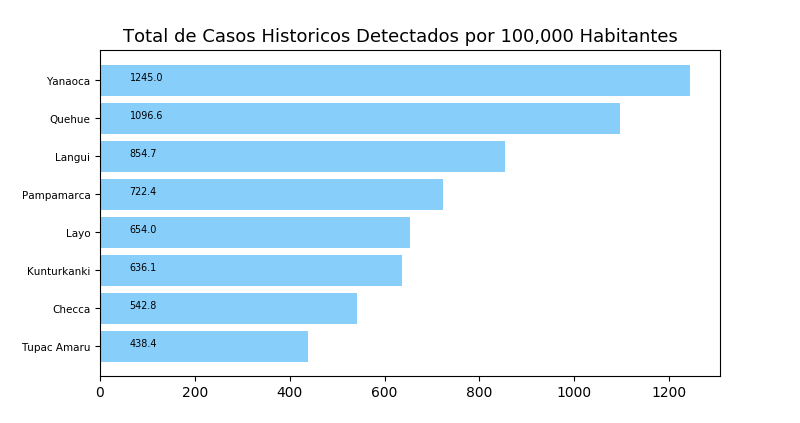 Total de Casos Historicos Detectados por 100,000 Habitantes
Yanaoca 1245.0
Quehue 1096.6
Langui 854.7
Pampamarca 722.4
Layo 654.0
Kunturkanki 636.1
Checca 542.8
Tupac Amaru 438.4
0 200 400 600 800 1000 1200